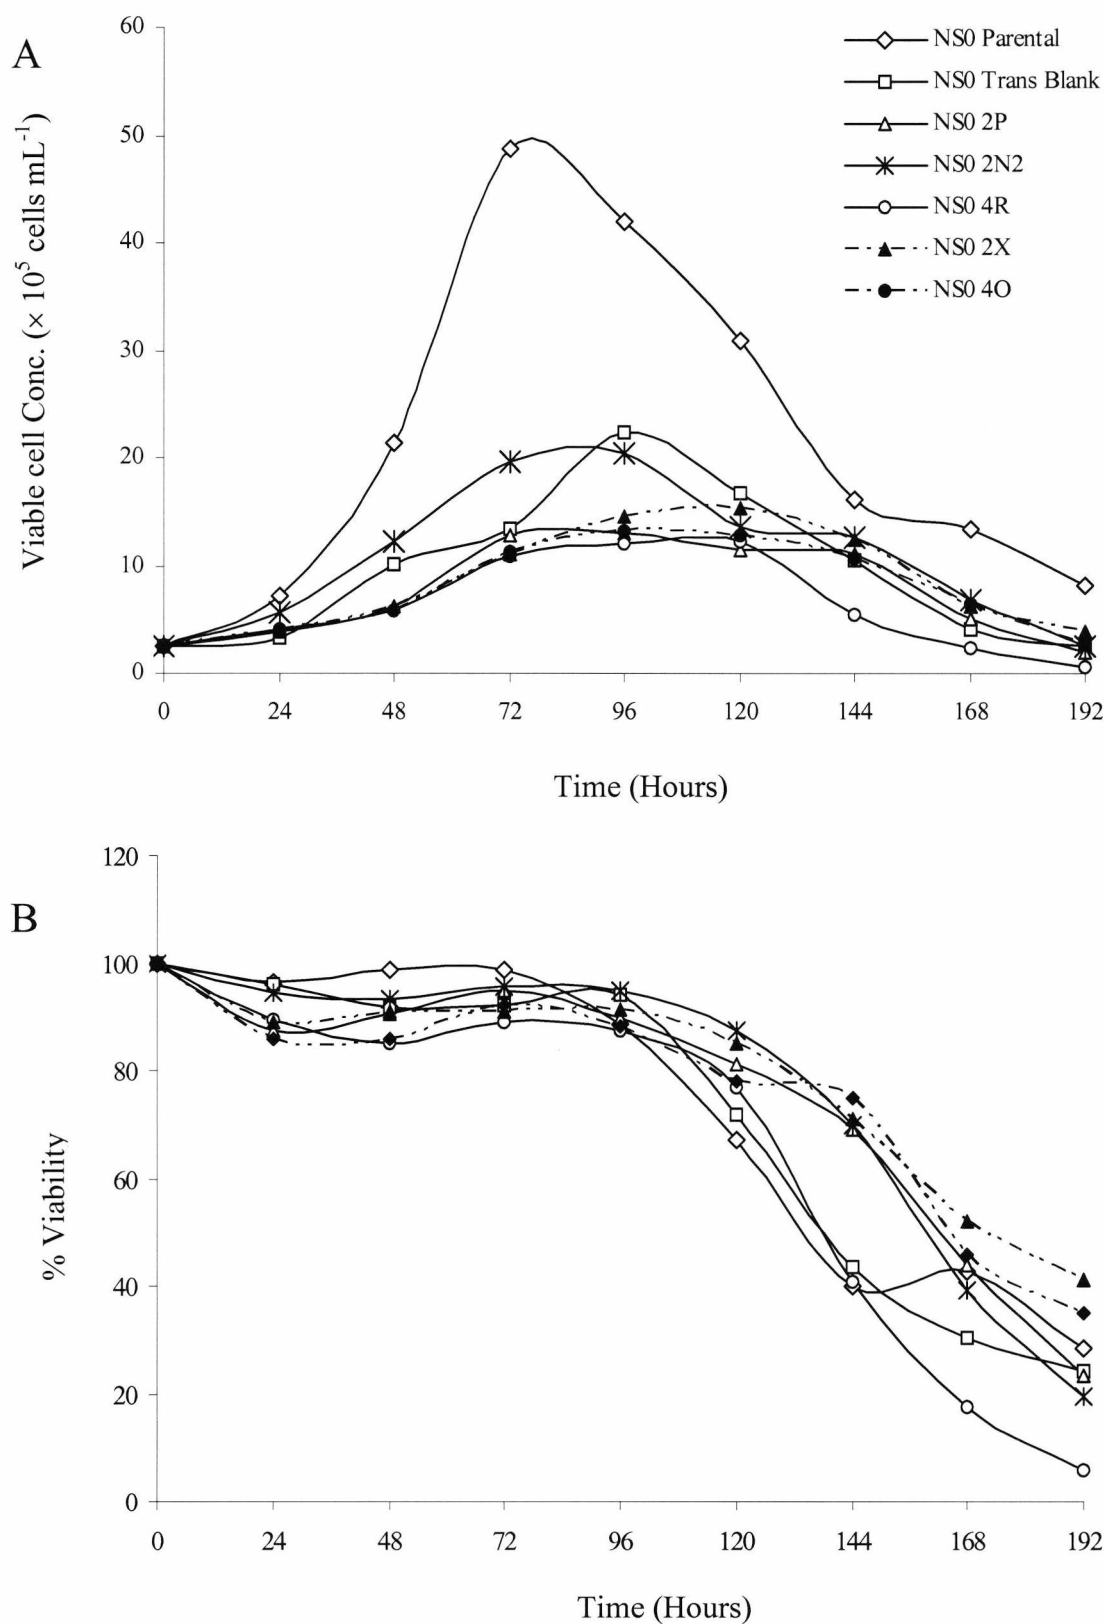 A
Viable cell Conc. (× 10⁵ cells mL⁻¹)
60
50
40
30
20
10
0
0 24 48 72 96 120 144 168 192
Time (Hours)
NS0 Parental
NS0 Trans Blank
NS0 2P
NS0 2N2
NS0 4R
NS0 2X
NS0 4O
B
% Viability
120
100
80
60
40
20
0
0 24 48 72 96 120 144 168 192
Time (Hours)